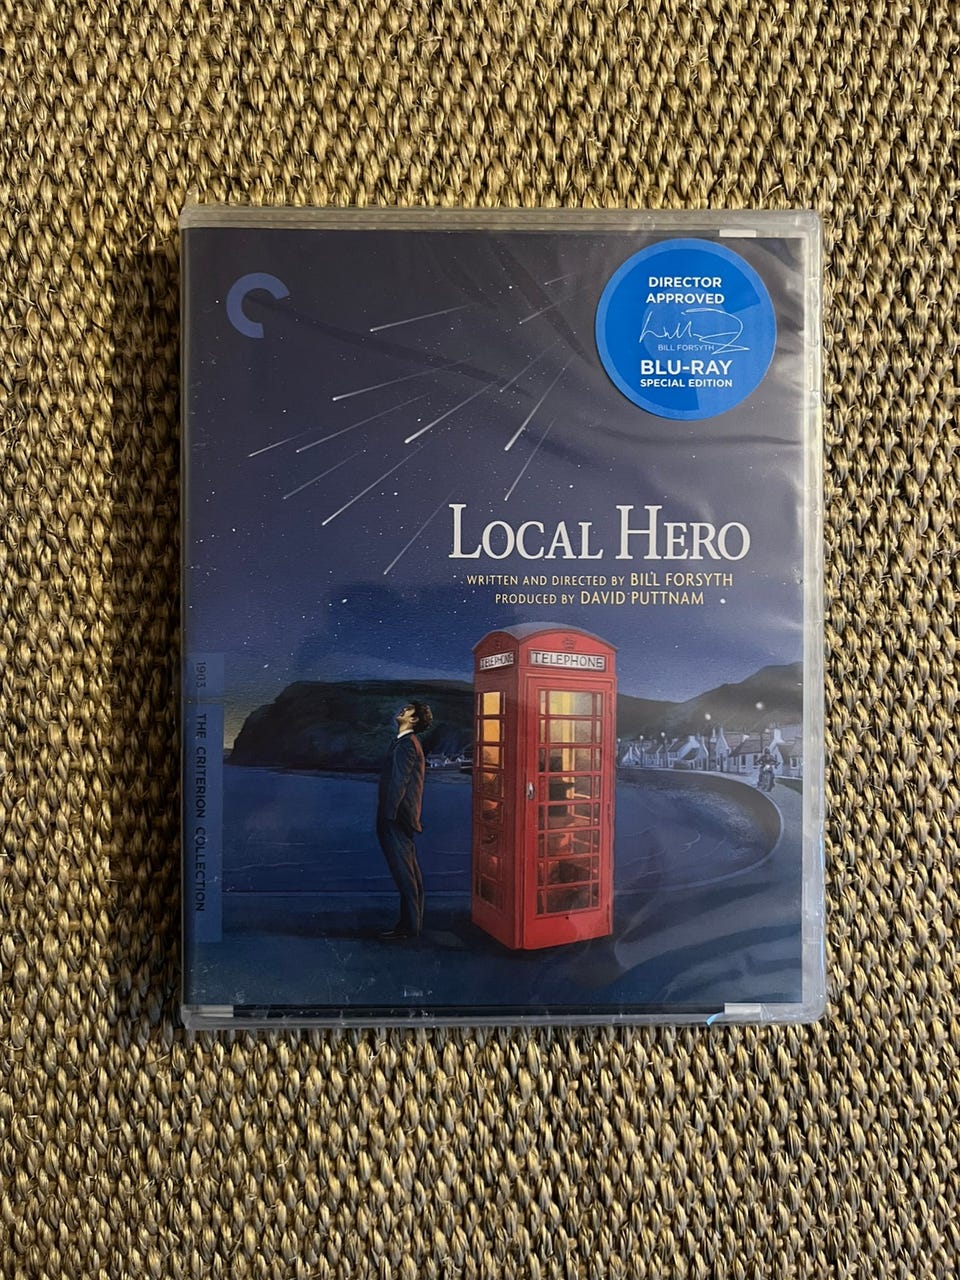 DIRECTOR
APPROVED
BILL FORSYTH
BLU-RAY
SPECIAL EDITION
LOCAL HERO
WRITTEN AND DIRECTED BY BILL FORSYTH
PRODUCED BY DAVID PUTTNAM
TELEPHONE
TELEPHONE
THE CRITERION COLLECTION